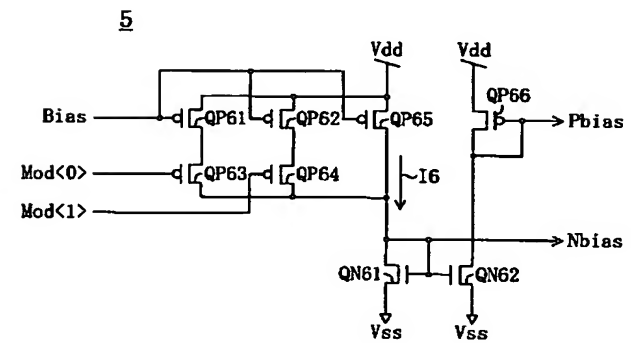 5
Vdd Vdd
QP66
Bias QP61 QP62 QP65 Pbias
Mod<0> QP63 QP64 I6
Mod<1>
Nbias
QN61 QN62
Vss Vss